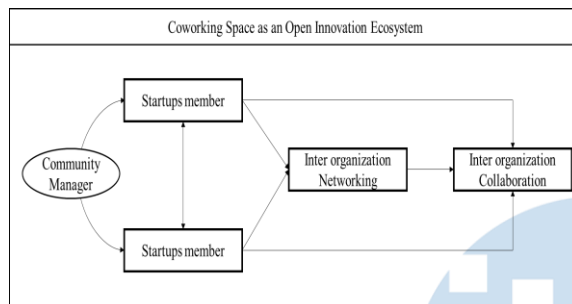 Coworking Space as an Open Innovation Ecosystem
Startups member
Community
Manager
Inter organization
Networking
Inter organization
Collaboration
Startups member